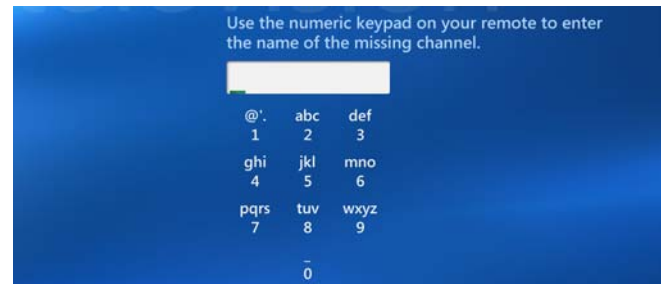 Use the numeric keypad on your remote to enter
the name of the missing channel.
@'. abc def
1 2 3
ghi jkl mno
4 5 6
pqrs tuv wxyz
7 8 9
_
0